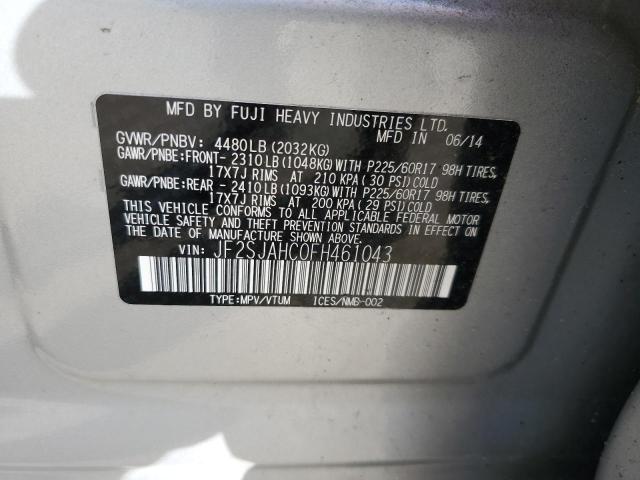 MFD BY FUJI HEAVY INDUSTRIES LTD.
MFD IN 06/14
GVWR/PNBV: 4480LB(2032KG)
GAWR/PNBE:FRONT- 2310LB(1048KG)WITH P225/60R17 98H TIRES,
17X7J RIMS AT 210 KPA(30 PSI)COLD
GAWR/PNBE:REAR - 2410LB(1093KG)WITH P225/60R17 98H TIRES,
17X7J RIMS AT 200 KPA(29 PSI)COLD
THIS VEHICLE CONFORMS TO ALL APPLICABLE FEDERAL MOTOR
VEHICLE SAFETY AND THEFT PREVENTION STANDARDS IN EFFECT ON
THE DATE OF MANUFACTURE SHOWN ABOVE.
VIN: JF2SJAHC0FH461043
TYPE:MPV/VTUM ICES/NMB-002